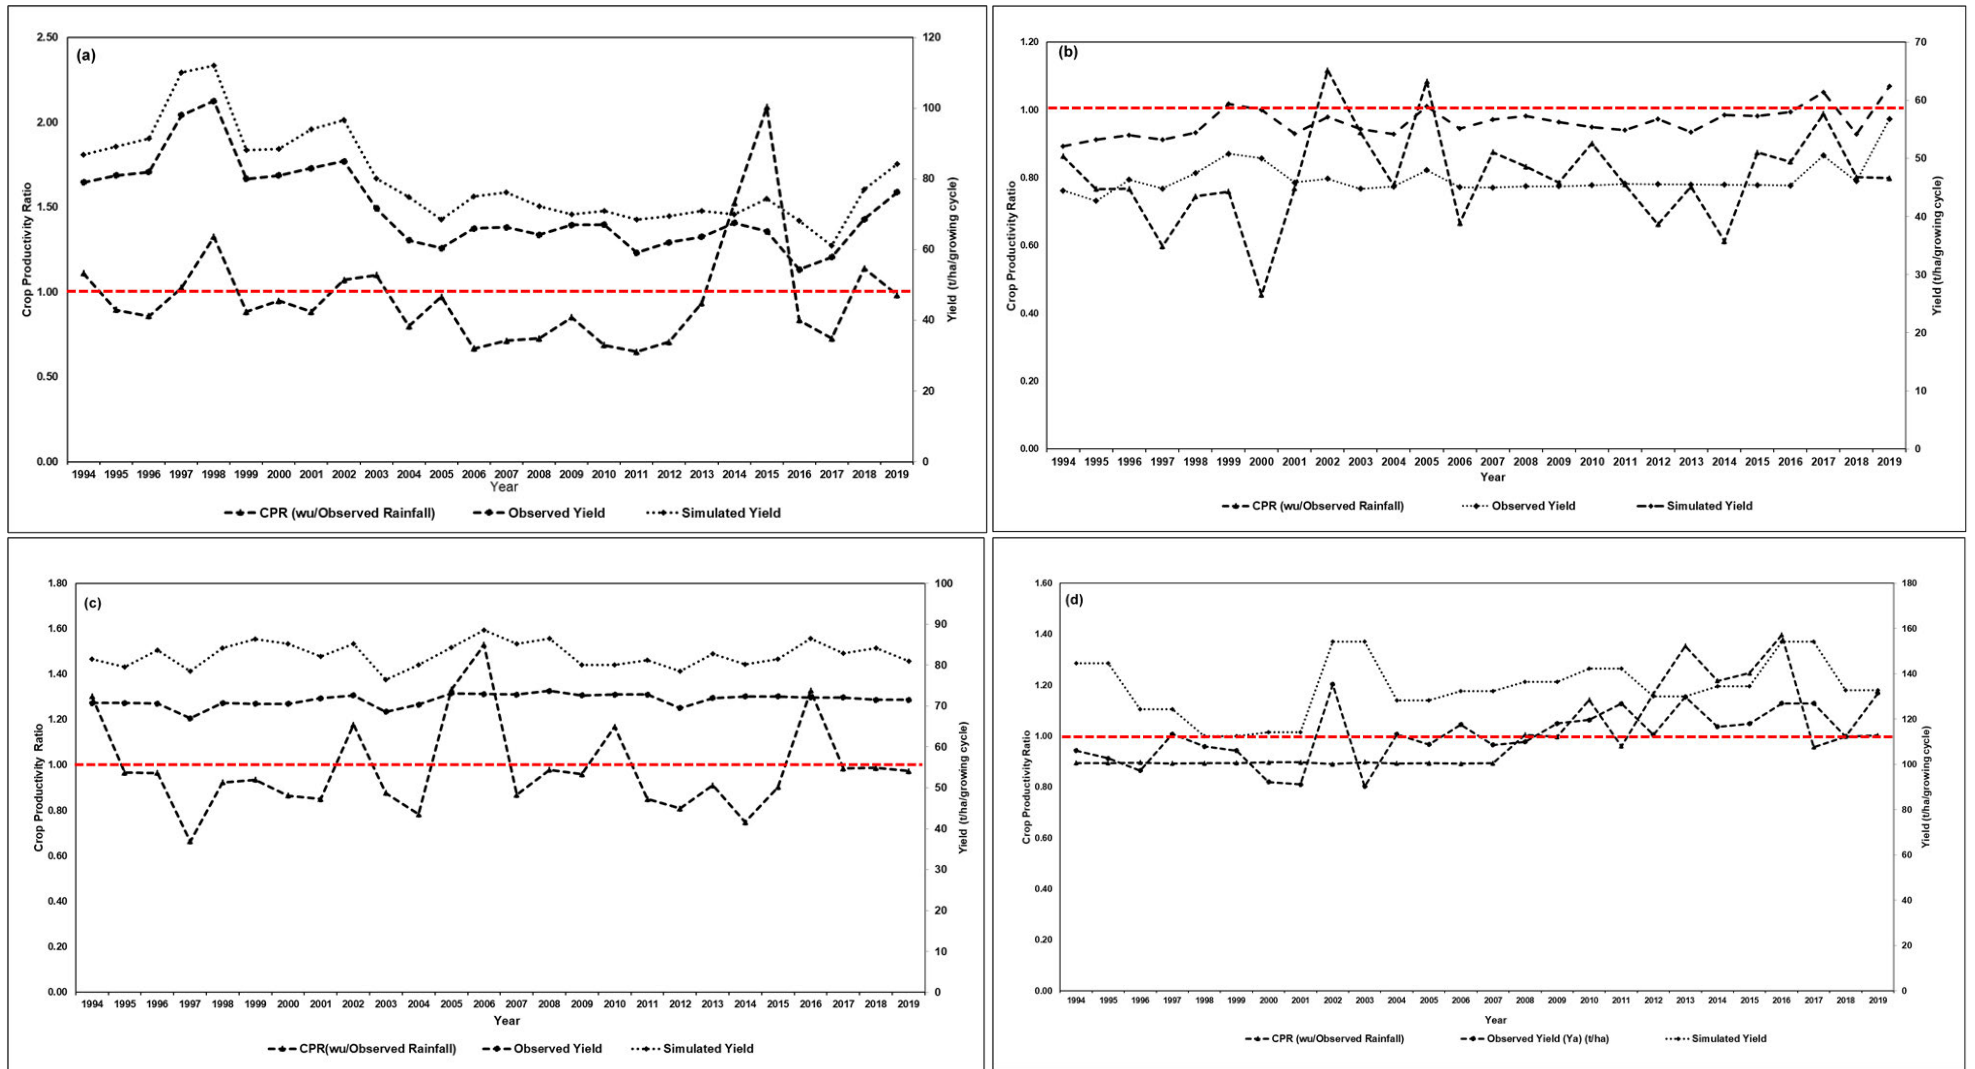 (a)
2.50
2.00
1.50
1.00
0.50
0.00
Crop Productivity Ratio
120
100
80
60
40
20
0
Yield (t/ha/growing cycle)
1994 1995 1996 1997 1998 1999 2000 2001 2002 2003 2004 2005 2006 2007 2008 2009 2010 2011 2012 2013 2014 2015 2016 2017 2018 2019
Year
CPR (wu/Observed Rainfall) Observed Yield Simulated Yield
(b)
1.20
1.00
0.80
0.60
0.40
0.20
0.00
Crop Productivity Ratio
70
60
50
40
30
20
10
0
Yield (t/ha/growing cycle)
1994 1995 1996 1997 1998 1999 2000 2001 2002 2003 2004 2005 2006 2007 2008 2009 2010 2011 2012 2013 2014 2015 2016 2017 2018 2019
Year
CPR (wu/Observed Rainfall) Observed Yield Simulated Yield
(c)
1.80
1.60
1.40
1.20
1.00
0.80
0.60
0.40
0.20
0.00
Crop Productivity Ratio
100
90
80
70
60
50
40
30
20
10
0
Yield (t/ha/growing cycle)
1994 1995 1996 1997 1998 1999 2000 2001 2002 2003 2004 2005 2006 2007 2008 2009 2010 2011 2012 2013 2014 2015 2016 2017 2018 2019
Year
CPR(wu/Observed Rainfall) Observed Yield Simulated Yield
(d)
1.60
1.40
1.20
1.00
0.80
0.60
0.40
0.20
0.00
Crop Productivity Ratio
180
160
140
120
100
80
60
40
20
0
Yield (t/ha/growing cycle)
1994 1995 1996 1997 1998 1999 2000 2001 2002 2003 2004 2005 2006 2007 2008 2009 2010 2011 2012 2013 2014 2015 2016 2017 2018 2019
Year
CPR (wu/Observed Rainfall) Observed Yield (Ya) (t/ha) Simulated Yield